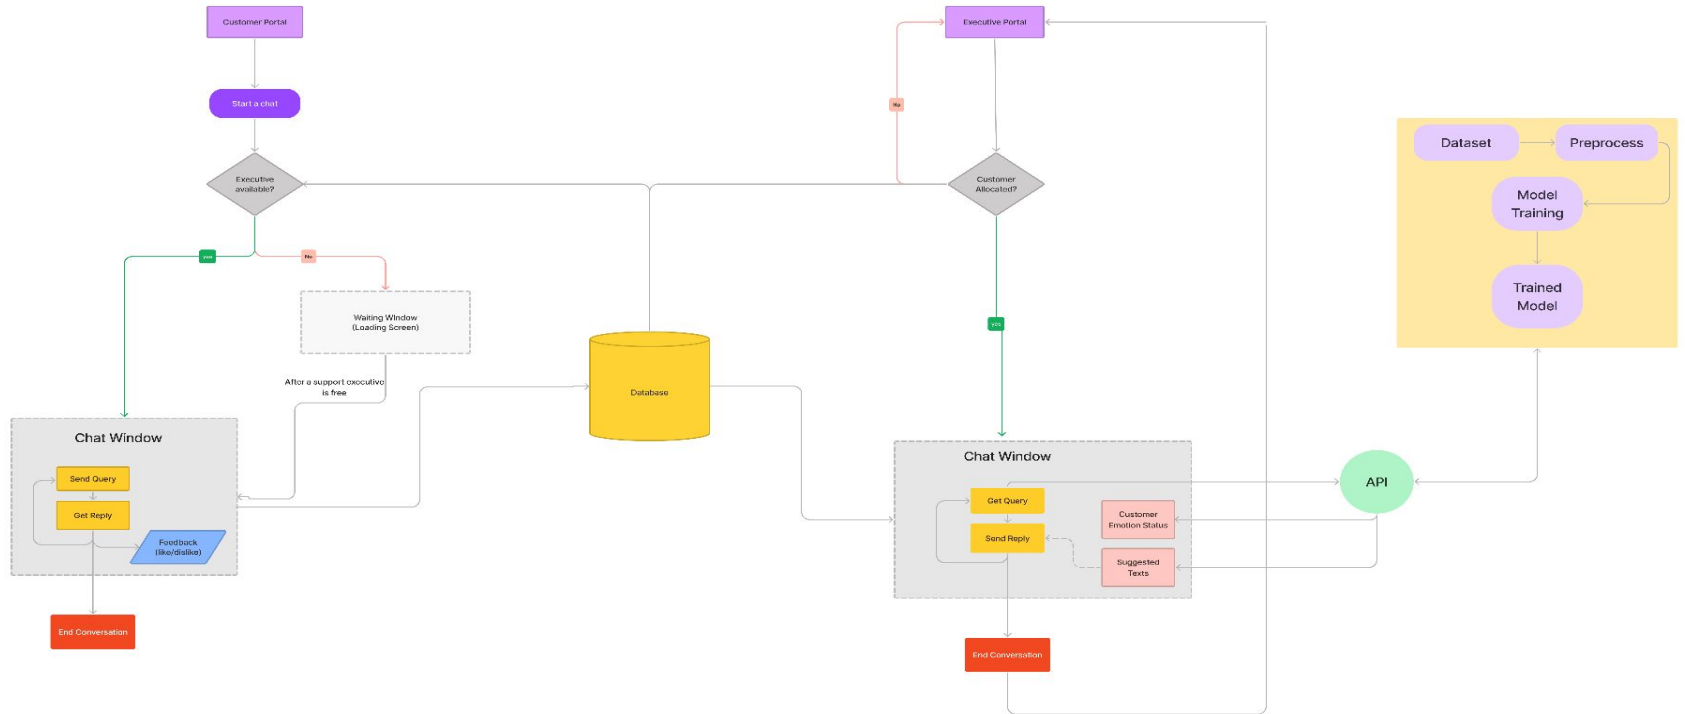 Customer Portal
Executive Portal
Start a chat
No
Dataset
Preprocess
Executive
available?
Customer
Allocated?
Model
Training
yes
No
Trained
Model
Waiting Window
(Loading Screen)
yes
After a support executive
is free
Database
Chat Window
Send Query
Get Reply
Feedback
(like/dislike)
End Conversation
Chat Window
Get Query
Send Reply
Customer
Emotion Status
Suggested
Texts
API
End Conversation